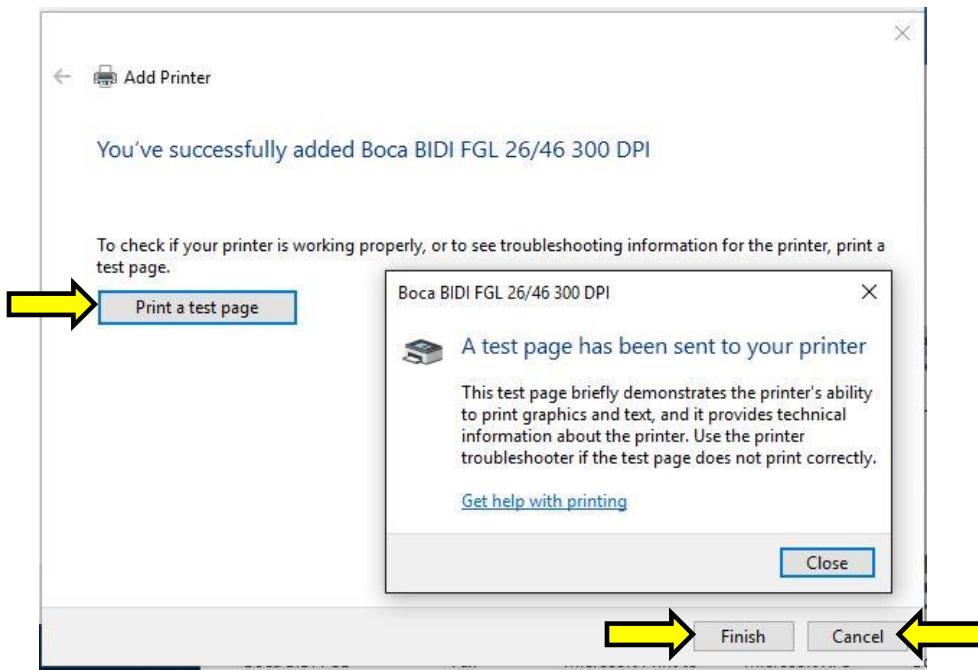 Add Printer
You've successfully added Boca BIDI FGL 26/46 300 DPI
To check if your printer is working properly, or to see troubleshooting information for the printer, print a
test page.
Print a test page
Boca BIDI FGL 26/46 300 DPI
A test page has been sent to your printer
This test page briefly demonstrates the printer's ability
to print graphics and text, and it provides technical
information about the printer. Use the printer
troubleshooter if the test page does not print correctly.
Get help with printing
Close
Finish
Cancel